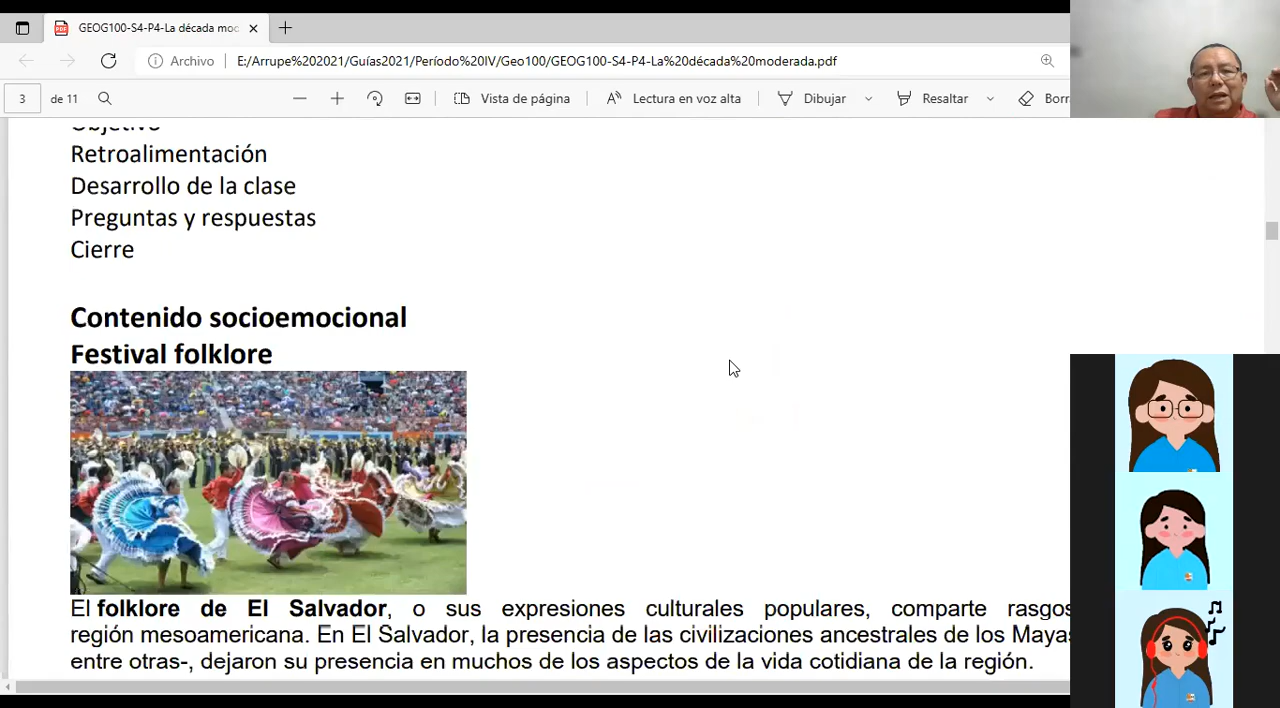 GEOG100-S4-P4-La década moc
Archivo
E:/Arrupe%202021/Guías2021/Período%20IV/Geo100/GEOG100-S4-P4-La%20década%20moderada.pdf
3 de 11
Vista de página
Lectura en voz alta
Dibujar
Resaltar
Borr
Objetivo
Retroalimentación
Desarrollo de la clase
Preguntas y respuestas
Cierre
Contenido socioemocional
Festival folklore
El folklore de El Salvador, o sus expresiones culturales populares, comparte rasgos
región mesoamericana. En El Salvador, la presencia de las civilizaciones ancestrales de los Mayas
entre otras-, dejaron su presencia en muchos de los aspectos de la vida cotidiana de la región.